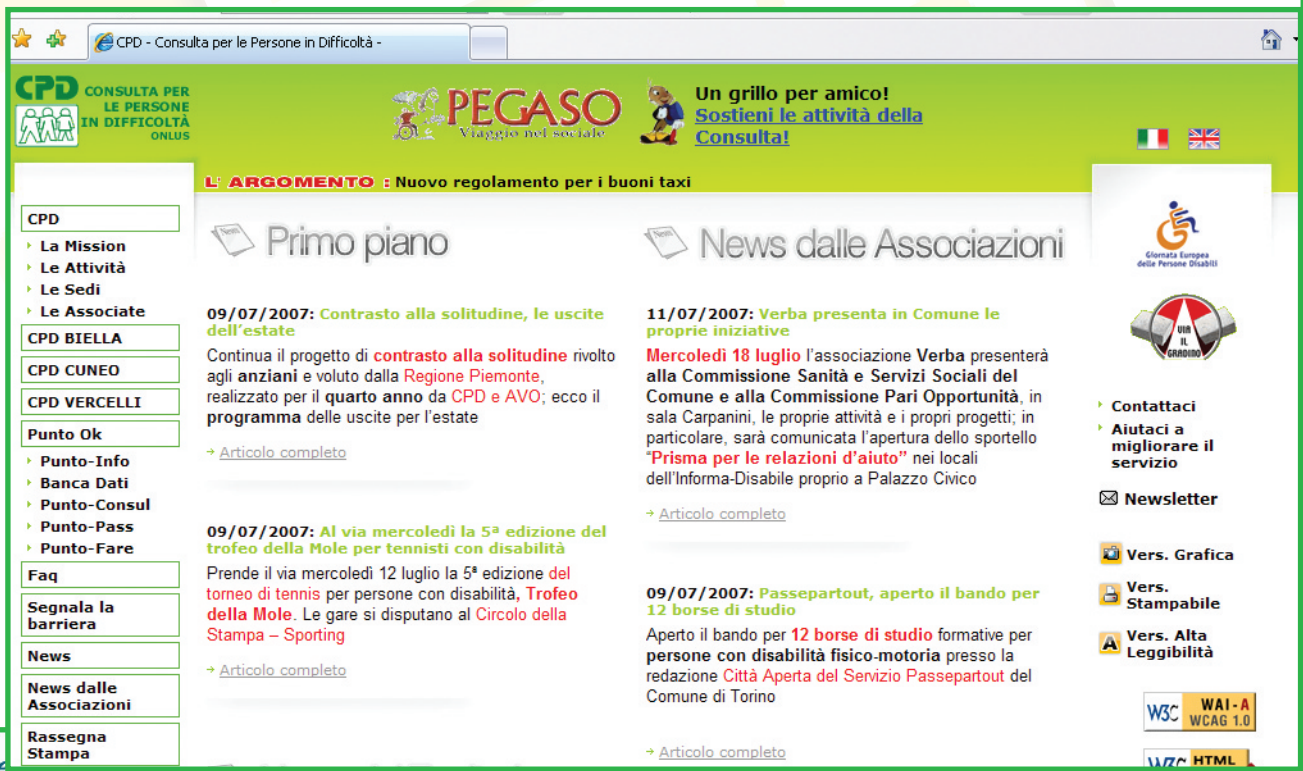 CPD - Consulta per le Persone in Difficoltà -
CPD CONSULTA PER
LE PERSONE
IN DIFFICOLTÀ
ONLUS
PEGASO
Viaggio nel sociale
Un grillo per amico!
Sostieni le attività della
Consulta!
L' ARGOMENTO : Nuovo regolamento per i buoni taxi
CPD
La Mission
Le Attività
Le Sedi
Le Associate
CPD BIELLA
CPD CUNEO
CPD VERCELLI
Punto Ok
Punto-Info
Banca Dati
Punto-Consul
Punto-Pass
Punto-Fare
Faq
Segnala la
barriera
News
News dalle
Associazioni
Rassegna
Stampa
News
Primo piano
09/07/2007: Contrasto alla solitudine, le uscite
dell'estate
Continua il progetto di contrasto alla solitudine rivolto
agli anziani e voluto dalla Regione Piemonte,
realizzato per il quarto anno da CPD e AVO; ecco il
programma delle uscite per l'estate
Articolo completo
09/07/2007: Al via mercoledì la 5ª edizione del
trofeo della Mole per tennisti con disabilità
Prende il via mercoledì 12 luglio la 5ª edizione del
torneo di tennis per persone con disabilità, Trofeo
della Mole. Le gare si disputano al Circolo della
Stampa – Sporting
Articolo completo
News
News dalle Associazioni
11/07/2007: Verba presenta in Comune le
proprie iniziative
Mercoledì 18 luglio l'associazione Verba presenterà
alla Commissione Sanità e Servizi Sociali del
Comune e alla Commissione Pari Opportunità, in
sala Carpanini, le proprie attività e i propri progetti; in
particolare, sarà comunicata l'apertura dello sportello
"Prisma per le relazioni d'aiuto" nei locali
dell'Informa-Disabile proprio a Palazzo Civico
Articolo completo
09/07/2007: Passepartout, aperto il bando per
12 borse di studio
Aperto il bando per 12 borse di studio formative per
persone con disabilità fisico-motoria presso la
redazione Città Aperta del Servizio Passepartout del
Comune di Torino
Articolo completo
Giornata Europea
delle Persone Disabili
VIA
IL
GRADINO
Contattaci
Aiutaci a
migliorare il
servizio
Newsletter
Vers. Grafica
Vers.
Stampabile
A Vers. Alta
Leggibilità
W3C WAI-A
WCAG 1.0
W3C HTML